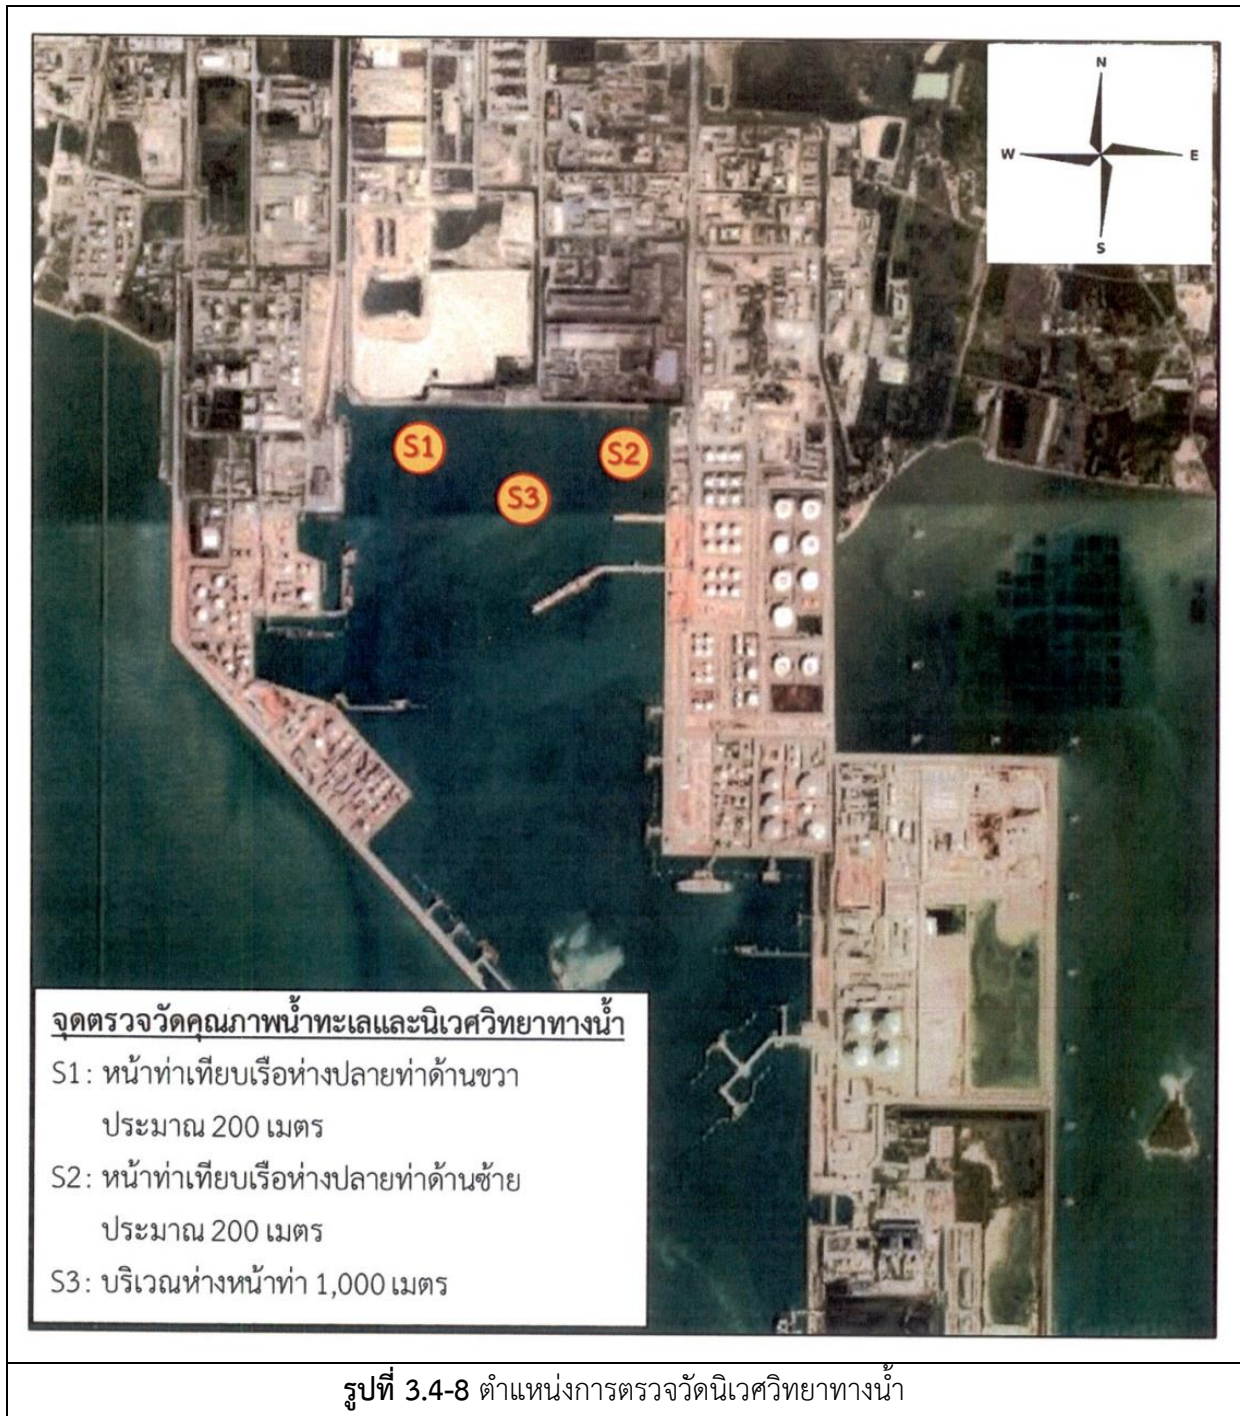 N
W E
S
S1
S2
S3
จุดตรวจวัดคุณภาพน้ำทะเลและนิเวศวิทยาทางน้ำ
S1: หน้าท่าเทียบเรือห่างปลายท่าด้านขวา
ประมาณ 200 เมตร
S2: หน้าท่าเทียบเรือห่างปลายท่าด้านซ้าย
ประมาณ 200 เมตร
S3: บริเวณห่างหน้าท่า 1,000 เมตร
รูปที่ 3.4-8 ตำแหน่งการตรวจวัดนิเวศวิทยาทางน้ำ